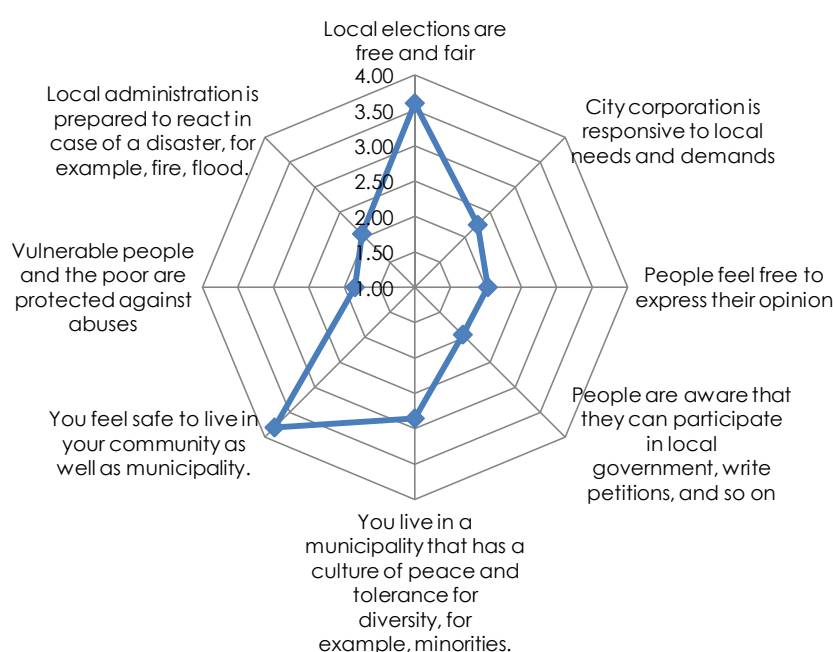 Local elections are
free and fair
4.00
3.50
3.00
2.50
2.00
1.50
1.00
City corporation is
responsive to local
needs and demands
People feel free to
express their opinion
People are aware that
they can participate
in local
government, write
petitions, and so on
You live in a
municipality that has a
culture of peace and
tolerance for
diversity, for
example, minorities.
You feel safe to live in
your community as
well as municipality.
Vulnerable people
and the poor are
protected against
abuses
Local administration is
prepared to react in
case of a disaster, for
example, fire, flood.